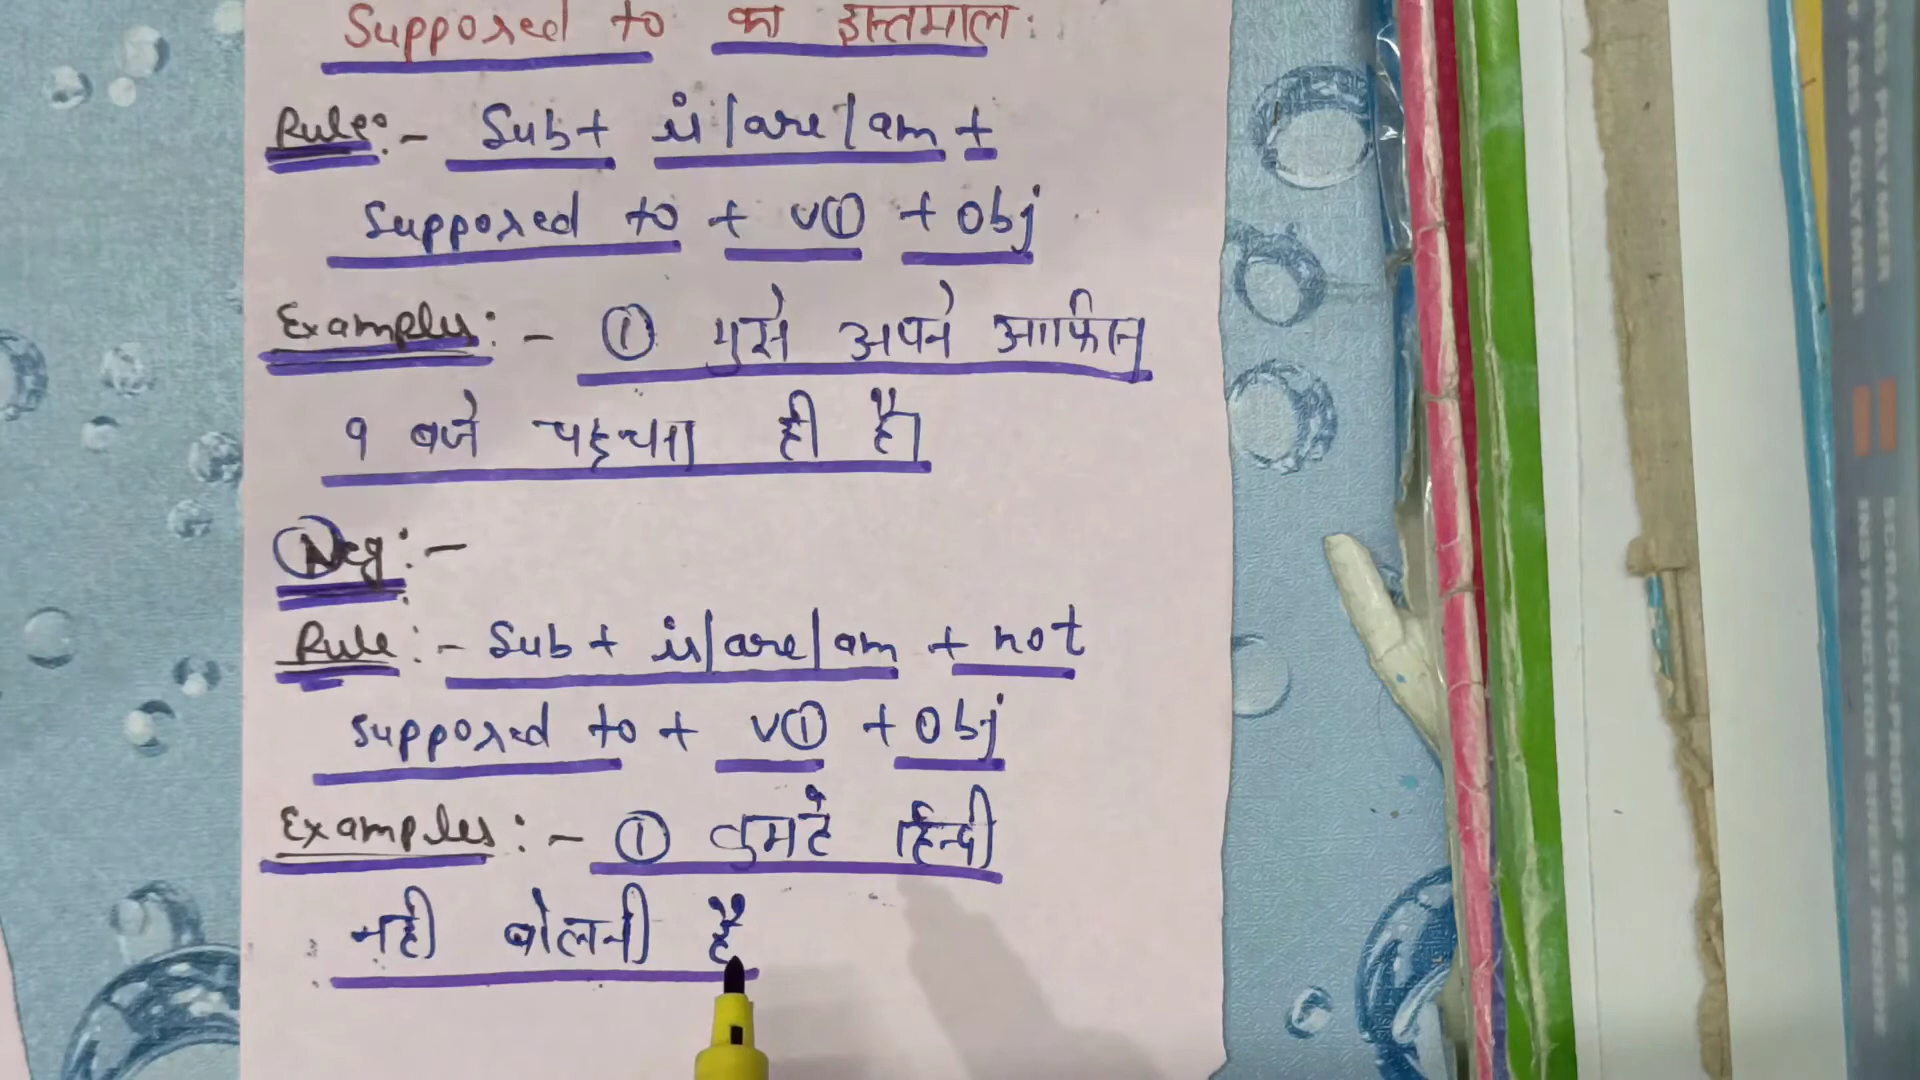 Supposed to का इस्तमाल:
Rule:- Sub + is/are/am +
Supposed to + V① + Obj
Examples:- ① मुझे अपने आफिस
9 बजे पहुचना ही है।
Neg:-
Rule:- Sub + is/are/am + not
supposed to + V① + Obj
Examples:- ① तुमहे हिन्दी
नही बोलनी है